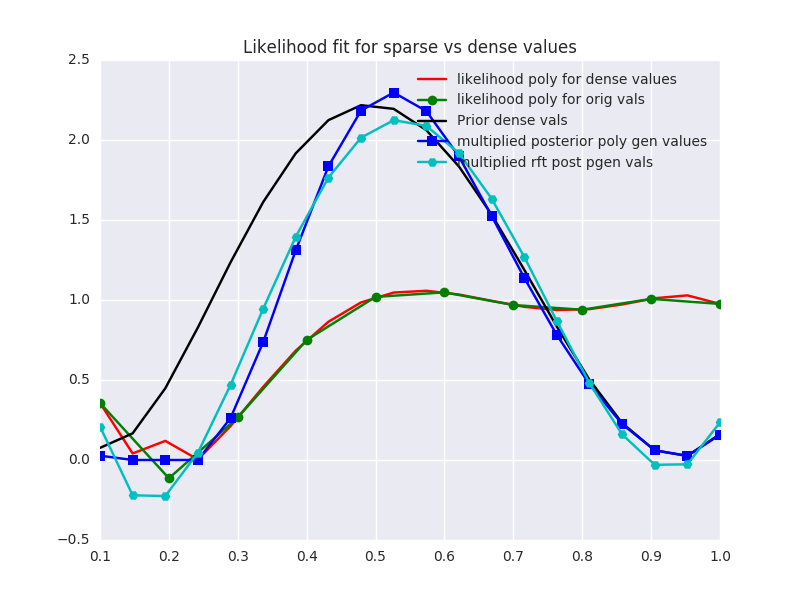 Likelihood fit for sparse vs dense values
2.5
2.0
1.5
1.0
0.5
0.0
−0.5
likelihood poly for dense values
likelihood poly for orig vals
Prior dense vals
multiplied posterior poly gen values
multiplied rft post pgen vals
0.1 0.2 0.3 0.4 0.5 0.6 0.7 0.8 0.9 1.0